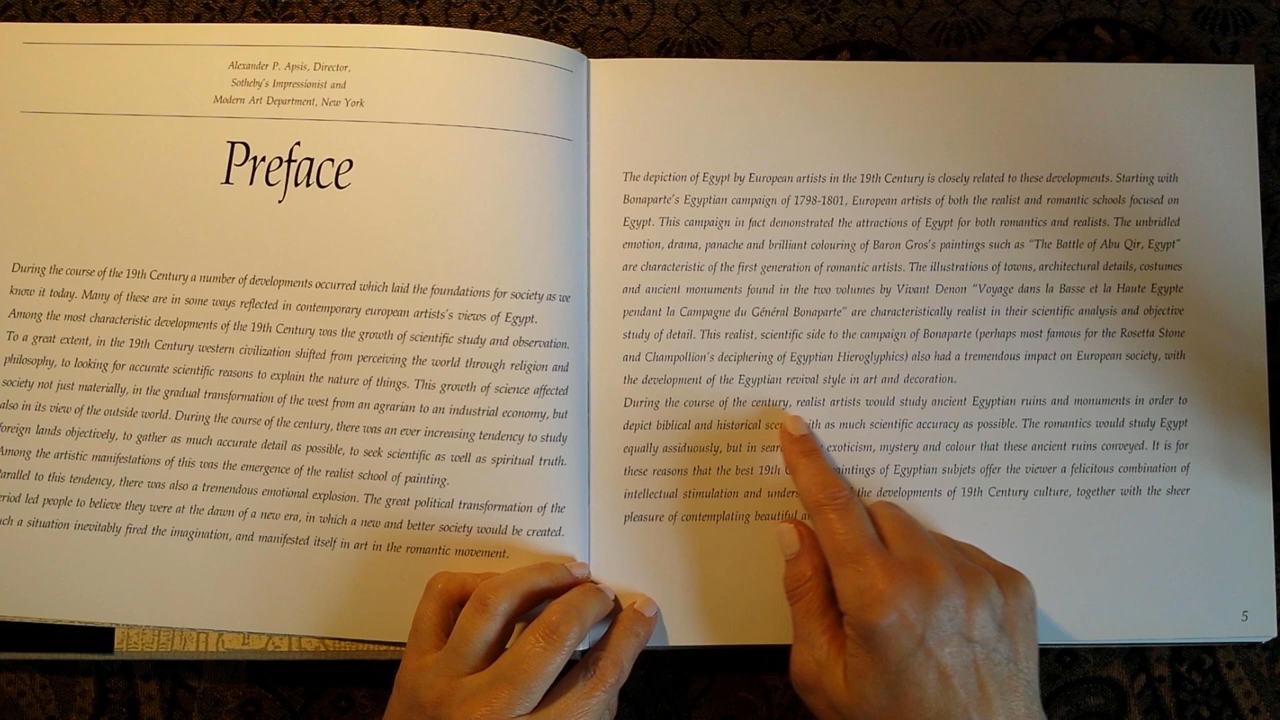 Alexander P. Apsis, Director,
Sotheby's Impressionist and
Modern Art Department, New York
Preface
During the course of the 19th Century a number of developments occurred which laid the foundations for society as we
know it today. Many of these are in some ways reflected in contemporary european artists's views of Egypt.
Among the most characteristic developments of the 19th Century was the growth of scientific study and observation.
To a great extent, in the 19th Century western civilization shifted from perceiving the world through religion and
philosophy, to looking for accurate scientific reasons to explain the nature of things. This growth of science affected
society not just materially, in the gradual transformation of the west from an agrarian to an industrial economy, but
also in its view of the outside world. During the course of the century, there was an ever increasing tendency to study
foreign lands objectively, to gather as much accurate detail as possible, to seek scientific as well as spiritual truth.
Among the artistic manifestations of this was the emergence of the realist school of painting.
Parallel to this tendency, there was also a tremendous emotional explosion. The great political transformation of the
eriod led people to believe they were at the dawn of a new era, in which a new and better society would be created.
ch a situation inevitably fired the imagination, and manifested itself in art in the romantic movement.
The depiction of Egypt by European artists in the 19th Century is closely related to these developments. Starting with
Bonaparte's Egyptian campaign of 1798-1801, European artists of both the realist and romantic schools focused on
Egypt. This campaign in fact demonstrated the attractions of Egypt for both romantics and realists. The unbridled
emotion, drama, panache and brilliant colouring of Baron Gros's paintings such as "The Battle of Abu Qir, Egypt"
are characteristic of the first generation of romantic artists. The illustrations of towns, architectural details, costumes
and ancient monuments found in the two volumes by Vivant Denon "Voyage dans la Basse et la Haute Egypte
pendant la Campagne du Général Bonaparte" are characteristically realist in their scientific analysis and objective
study of detail. This realist, scientific side to the campaign of Bonaparte (perhaps most famous for the Rosetta Stone
and Champollion's deciphering of Egyptian Hieroglyphics) also had a tremendous impact on European society, with
the development of the Egyptian revival style in art and decoration.
During the course of the century, realist artists would study ancient Egyptian ruins and monuments in order to
depict biblical and historical with as much scientific accuracy as possible. The romantics would study Egypt
equally assiduously, but in exoticism, mystery and colour that these ancient ruins conveyed. It is for
these reasons that the best 19th paintings of Egyptian subjects offer the viewer a felicitous combination of
intellectual stimulation and the developments of 19th Century culture, together with the sheer
pleasure of contemplating beautiful
5